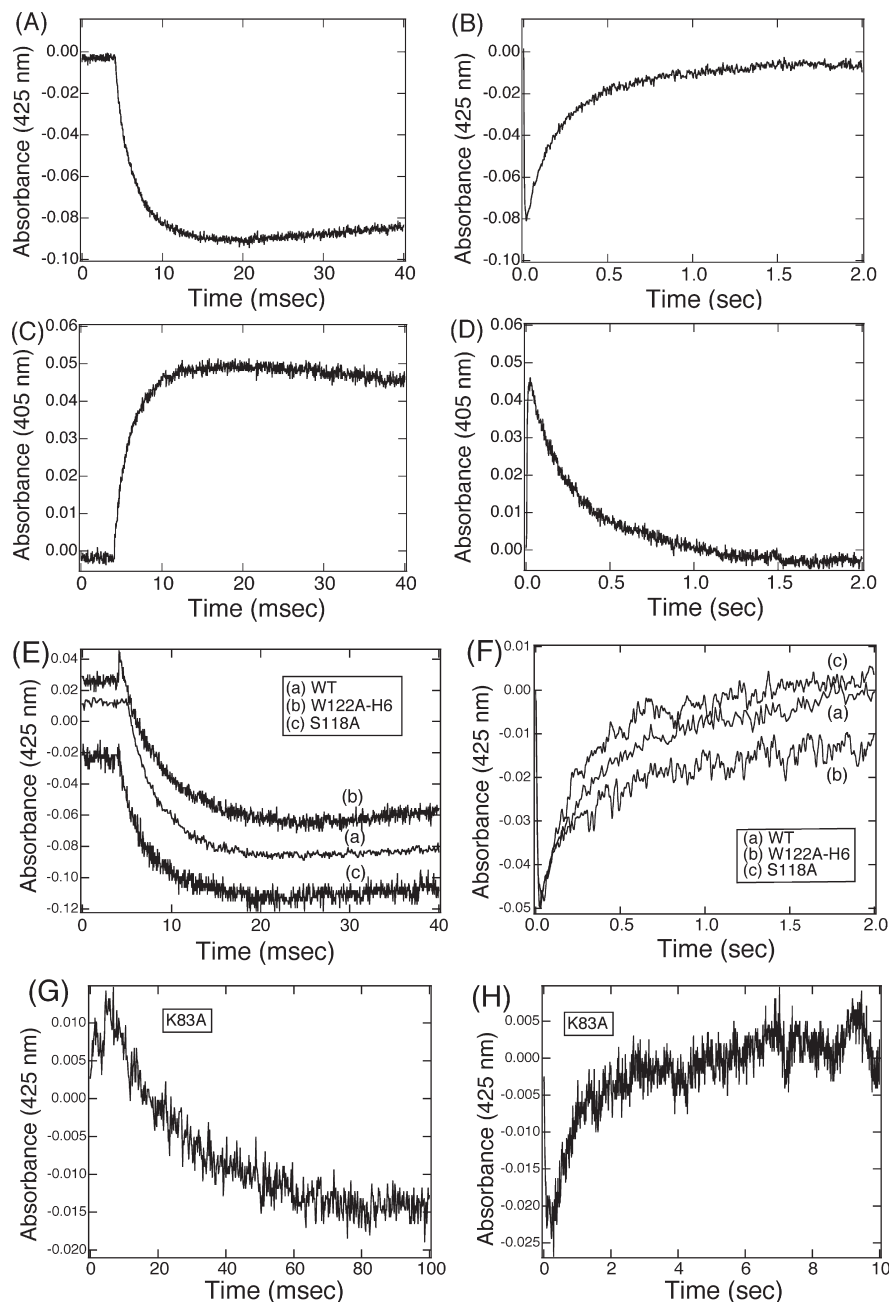 (A)
Absorbance (425 nm)
0.00
-0.02
-0.04
-0.06
-0.08
-0.10
0 10 20 30 40
Time (msec)
(B)
Absorbance (425 nm)
0.00
-0.02
-0.04
-0.06
-0.08
-0.10
0.0 0.5 1.0 1.5 2.0
Time (sec)
(C)
Absorbance (405 nm)
0.06
0.05
0.04
0.03
0.02
0.01
0.00
0 10 20 30 40
Time (msec)
(D)
Absorbance (405 nm)
0.06
0.05
0.04
0.03
0.02
0.01
0.00
0.0 0.5 1.0 1.5 2.0
Time (sec)
(E)
Absorbance (425 nm)
0.04
0.02
0.00
-0.02
-0.04
-0.06
-0.08
-0.10
-0.12
(a) WT
(b) W122A-H6
(c) S118A
(b)
(a)
(c)
0 10 20 30 40
Time (msec)
(F)
Absorbance (425 nm)
0.01
0.00
-0.01
-0.02
-0.03
-0.04
-0.05
(c)
(a)
(b)
(a) WT
(b) W122A-H6
(c) S118A
0.0 0.5 1.0 1.5 2.0
Time (sec)
(G)
Absorbance (425 nm)
K83A
0.010
0.005
0.000
-0.005
-0.010
-0.015
-0.020
0 20 40 60 80 100
Time (msec)
(H)
Absorbance (425 nm)
K83A
0.005
0.000
-0.005
-0.010
-0.015
-0.020
-0.025
0 2 4 6 8 10
Time (sec)